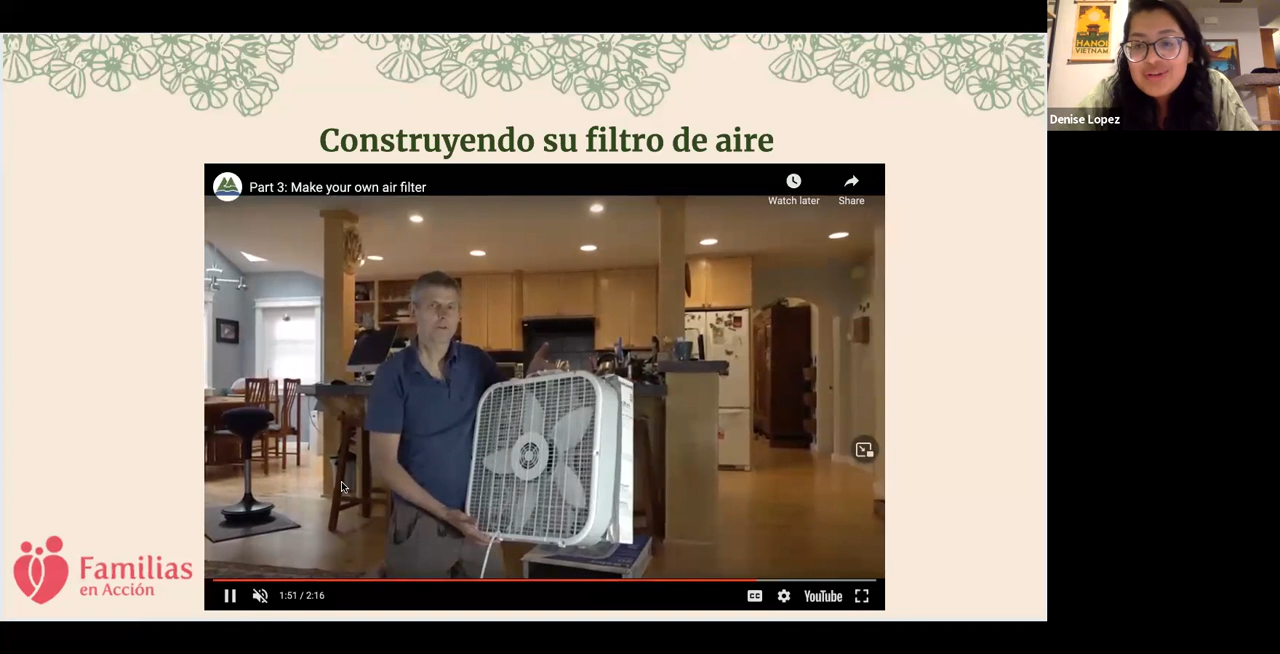 Construyendo su filtro de aire
Part 3: Make your own air filter
Watch later
Share
HANOI
VIETNAM
Denise Lopez
Familias
en Acción
1:51 / 2:16
CC
YouTube